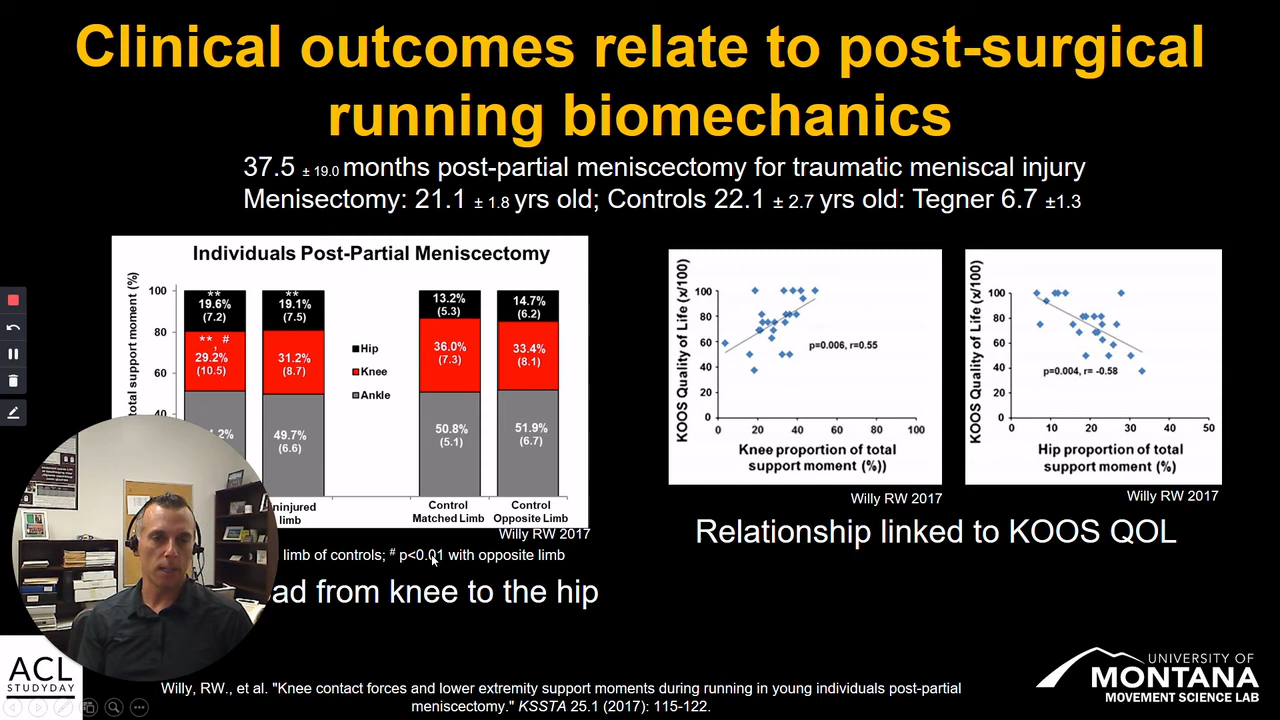 Clinical outcomes relate to post-surgical
running biomechanics
37.5 ± 19.0 months post-partial meniscectomy for traumatic meniscal injury
Menisectomy: 21.1 ± 1.8 yrs old; Controls 22.1 ± 2.7 yrs old: Tegner 6.7 ±1.3
Individuals Post-Partial Meniscectomy
total support moment (%)
100
80
60
40
**
19.6%
(7.2)
**, #
29.2%
(10.5)
**
19.1%
(7.5)
31.2%
(8.7)
49.7%
(6.6)
Hip
Knee
Ankle
13.2%
(5.3)
36.0%
(7.3)
50.8%
(5.1)
14.7%
(6.2)
33.4%
(8.1)
51.9%
(6.7)
limb
Control
Matched Limb
Control
Opposite Limb
Willy RW 2017
limb of controls; # p<0.01 with opposite limb
from knee to the hip
KOOS Quality of Life (x/100)
100
80
60
40
20
0
0
20
40
60
80
100
p=0.006, r=0.55
Knee proportion of total
support moment (%))
Willy RW 2017
KOOS Quality of Life (x/100)
100
80
60
40
20
0
0
10
20
30
40
50
p=0.004, r= -0.58
Hip proportion of total
support moment (%)
Willy RW 2017
Relationship linked to KOOS QOL
ACL
STUDYDAY
Willy, RW., et al. "Knee contact forces and lower extremity support moments during running in young individuals post-partial
meniscectomy." KSSTA 25.1 (2017): 115-122.
UNIVERSITY OF
MONTANA
MOVEMENT SCIENCE LAB